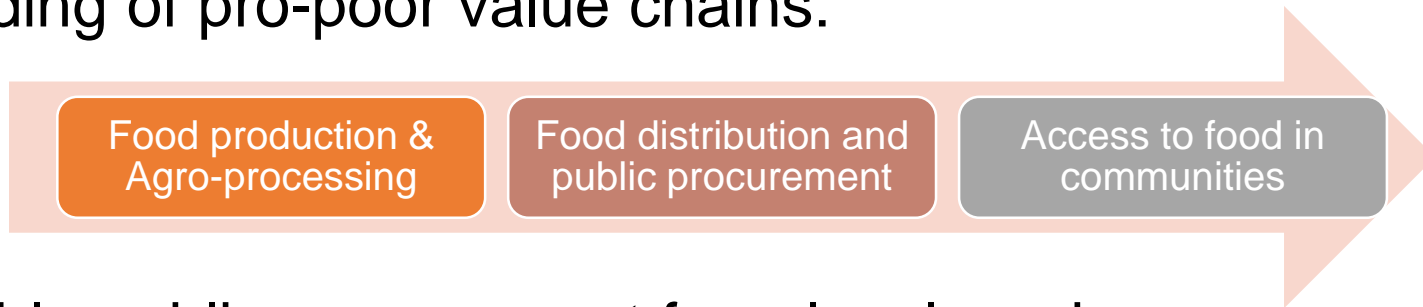 of pro-poor value chains.
Food production &
Agro-processing
Food distribution and
public procurement
Access to food in
communities